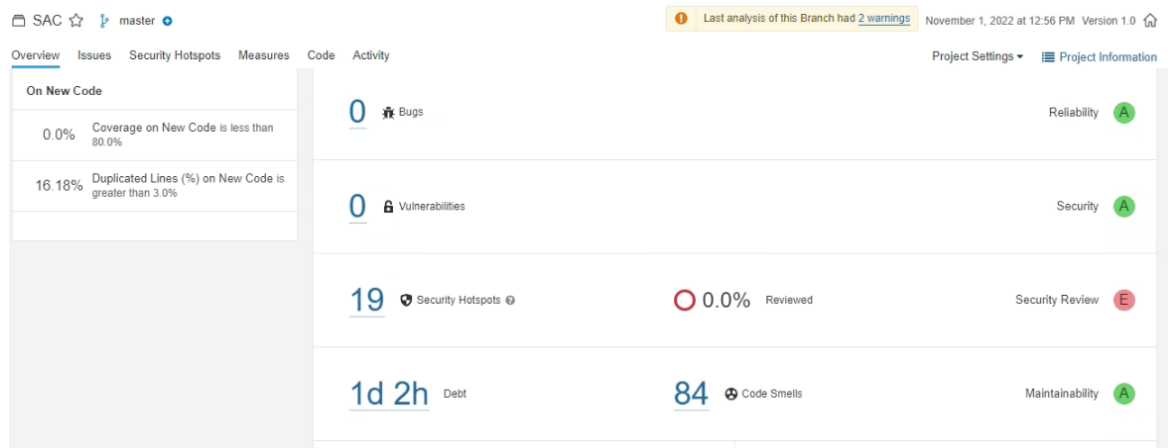 SAC master Last analysis of this Branch had 2 warnings November 1, 2022 at 12:56 PM Version 1.0
Overview Issues Security Hotspots Measures Code Activity Project Settings Project Information
On New Code
0.0% Coverage on New Code is less than
80.0%
16.18% Duplicated Lines (%) on New Code is
greater than 3.0%
0 Bugs Reliability A
0 Vulnerabilities Security A
19 Security Hotspots ? 0.0% Reviewed Security Review E
1d 2h Debt 84 Code Smells Maintainability A